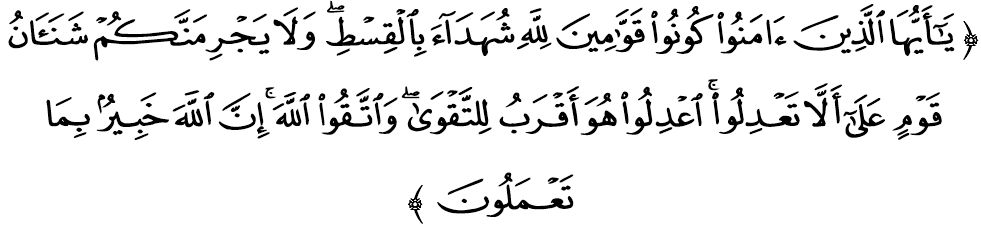 ﴿ يَـٰٓأَيُّهَا ٱلَّذِينَ ءَامَنُوا۟ كُونُوا۟ قَوَّٰمِينَ لِلَّهِ شُهَدَآءَ بِٱلْقِسْطِ ۖ وَلَا يَجْرِمَنَّكُمْ شَنَـَٔانُ
قَوْمٍ عَلَىٰٓ أَلَّا تَعْدِلُوا۟ ۚ ٱعْدِلُوا۟ هُوَ أَقْرَبُ لِلتَّقْوَىٰ ۖ وَٱتَّقُوا۟ ٱللَّهَ ۚ إِنَّ ٱللَّهَ خَبِيرٌۢ بِمَا
تَعْمَلُونَ ﴾